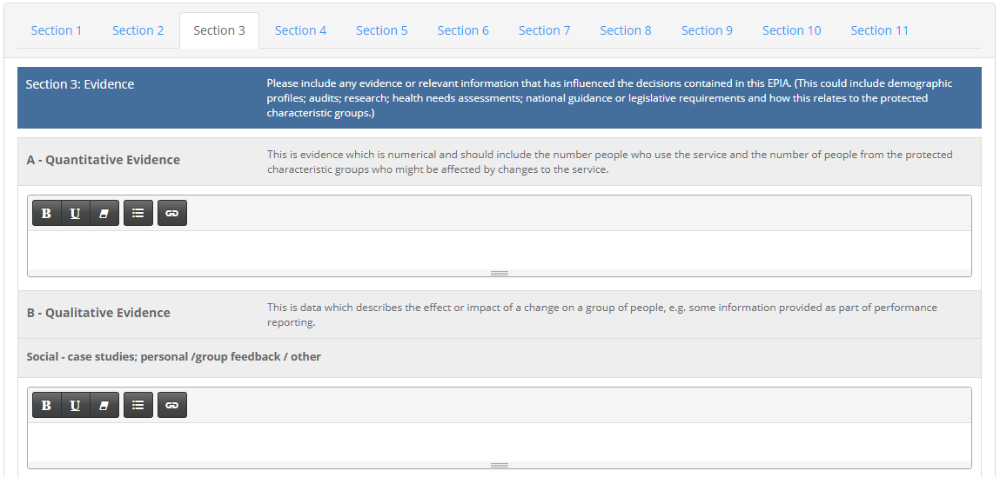 Section 1 Section 2 Section 3 Section 4 Section 5 Section 6 Section 7 Section 8 Section 9 Section 10 Section 11
Section 3: Evidence
Please include any evidence or relevant information that has influenced the decisions contained in this EPIA. (This could include demographic
profiles; audits; research; health needs assessments; national guidance or legislative requirements and how this relates to the protected
characteristic groups.)
A - Quantitative Evidence
This is evidence which is numerical and should include the number people who use the service and the number of people from the protected
characteristic groups who might be affected by changes to the service.
B U
B - Qualitative Evidence
This is data which describes the effect or impact of a change on a group of people, e.g. some information provided as part of performance
reporting.
Social - case studies; personal /group feedback / other
B U